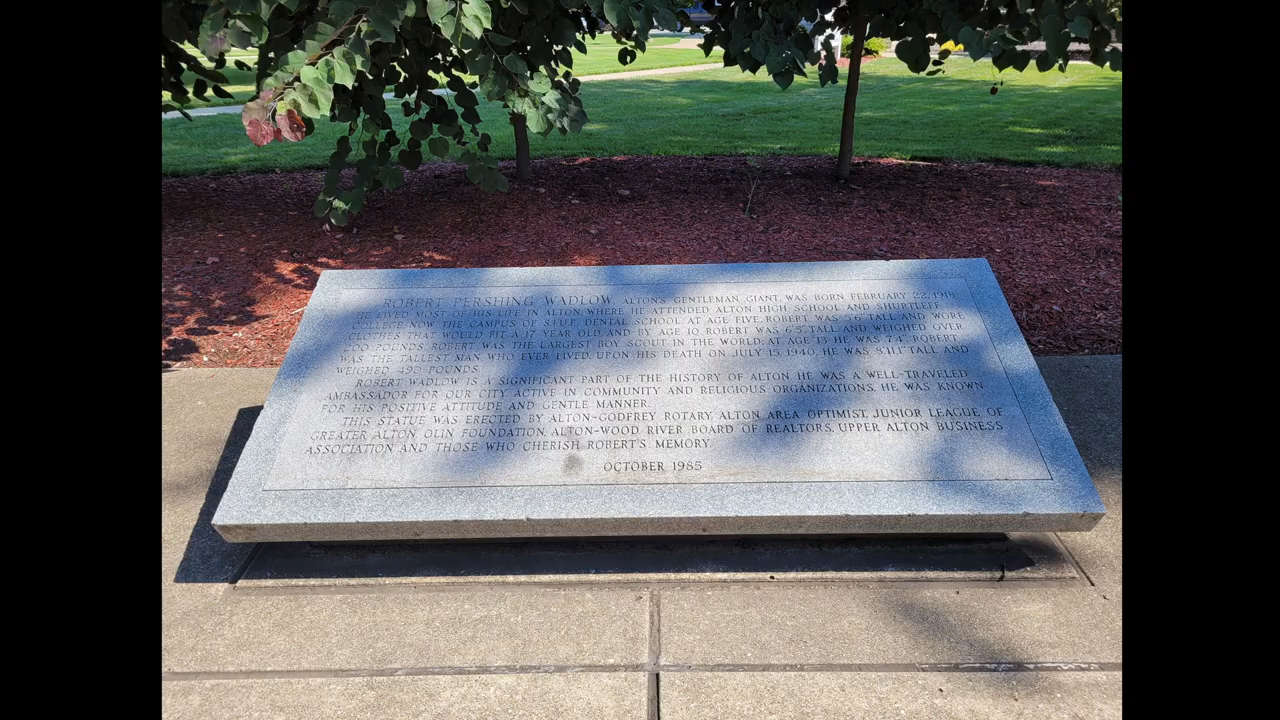 ROBERT PERSHING WADLOW, ALTON'S GENTLEMAN GIANT, WAS BORN FEBRUARY 22, 1918.
HE LIVED MOST OF HIS LIFE IN ALTON, WHERE HE ATTENDED ALTON HIGH SCHOOL AND SHURTLEFF
COLLEGE NOW THE CAMPUS OF S.I.U.E. DENTAL SCHOOL. AT AGE FIVE, ROBERT WAS 5'6" TALL AND WORE
CLOTHES THAT WOULD FIT A 17 YEAR OLD, AND BY AGE 10 ROBERT WAS 6'5" TALL AND WEIGHED OVER
200 POUNDS. ROBERT WAS THE LARGEST BOY SCOUT IN THE WORLD; AT AGE 13 HE WAS 7'4". ROBERT
WAS THE TALLEST MAN WHO EVER LIVED. UPON HIS DEATH ON JULY 15, 1940, HE WAS 8'11.1" TALL AND
WEIGHED 490 POUNDS.
ROBERT WADLOW IS A SIGNIFICANT PART OF THE HISTORY OF ALTON. HE WAS A WELL-TRAVELED
AMBASSADOR FOR OUR CITY, ACTIVE IN COMMUNITY AND RELIGIOUS ORGANIZATIONS. HE WAS KNOWN
FOR HIS POSITIVE ATTITUDE AND GENTLE MANNER.
THIS STATUE WAS ERECTED BY ALTON-GODFREY ROTARY, ALTON AREA OPTIMIST, JUNIOR LEAGUE OF
GREATER ALTON, OLIN FOUNDATION, ALTON-WOOD RIVER BOARD OF REALTORS, UPPER ALTON BUSINESS
ASSOCIATION AND THOSE WHO CHERISH ROBERT'S MEMORY.
OCTOBER 1985